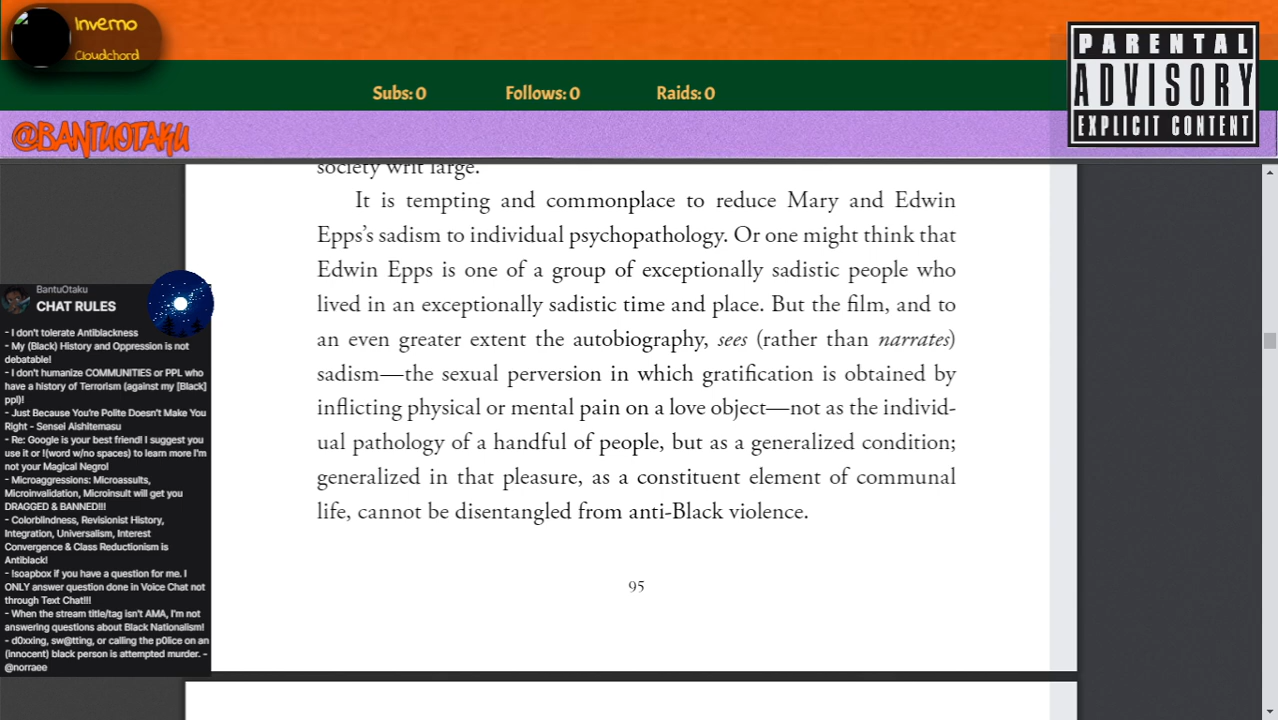 Inverno
Cloudchord
PARENTAL
ADVISORY
EXPLICIT CONTENT
Subs: 0
Follows: 0
Raids: 0
@BANTUOTAKU
society writ large.
It is tempting and commonplace to reduce Mary and Edwin
Epps’s sadism to individual psychopathology. Or one might think that
Edwin Epps is one of a group of exceptionally sadistic people who
lived in an exceptionally sadistic time and place. But the film, and to
an even greater extent the autobiography, sees (rather than narrates)
sadism—the sexual perversion in which gratification is obtained by
inflicting physical or mental pain on a love object—not as the individ-
ual pathology of a handful of people, but as a generalized condition;
generalized in that pleasure, as a constituent element of communal
life, cannot be disentangled from anti-Black violence.
95
BantuOtaku
CHAT RULES
- I don't tolerate Antiblackness
- My (Black) History and Oppression is not
debatable!
- I don't humanize COMMUNITIES or PPL who
have a history of Terrorism (against my [Black]
ppl)!
- Just Because You're Polite Doesn't Make You
Right - Sensei Aishitemasu
- Re: Google is your best friend! I suggest you
use it or !(word w/no spaces) to learn more I'm
not your Magical Negro!
- Microaggressions: Microassults,
Microinvalidation, Microinsult will get you
DRAGGED & BANNED!!!
- Colorblindness, Revisionist History,
Integration, Universalism, Interest
Convergence & Class Reductionism is
Antiblack!
- !soapbox if you have a question for me. I
ONLY answer question done in Voice Chat not
through Text Chat!!!
- When the stream title/tag isn't AMA, I'm not
answering questions about Black Nationalism!
- d0xxing, sw@tting, or calling the p0lice on an
(innocent) black person is attempted murder. -
@norraee